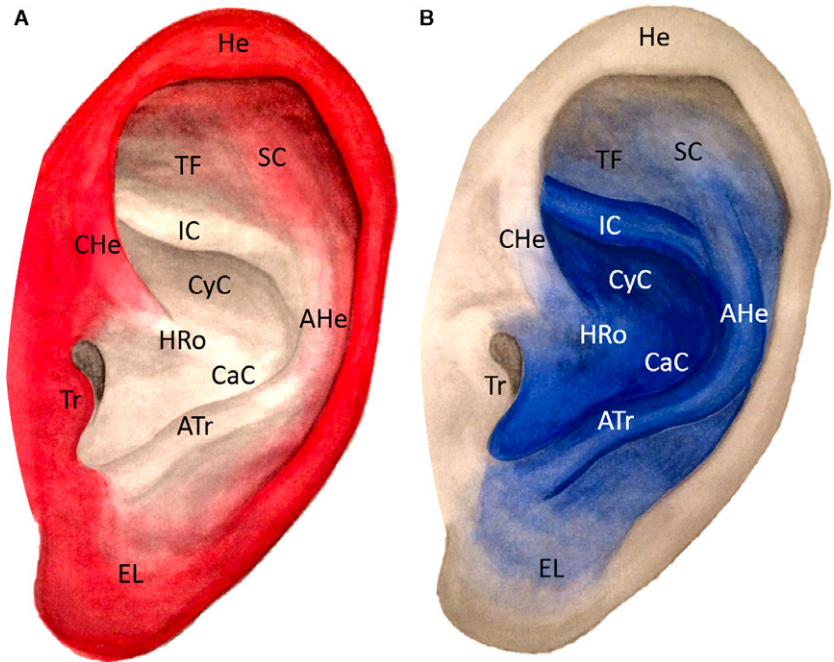 A
He
TF
SC
IC
CHe
CyC
AHe
HRo
CaC
Tr
ATr
EL
B
He
TF
SC
IC
CHe
CyC
AHe
HRo
CaC
Tr
ATr
EL